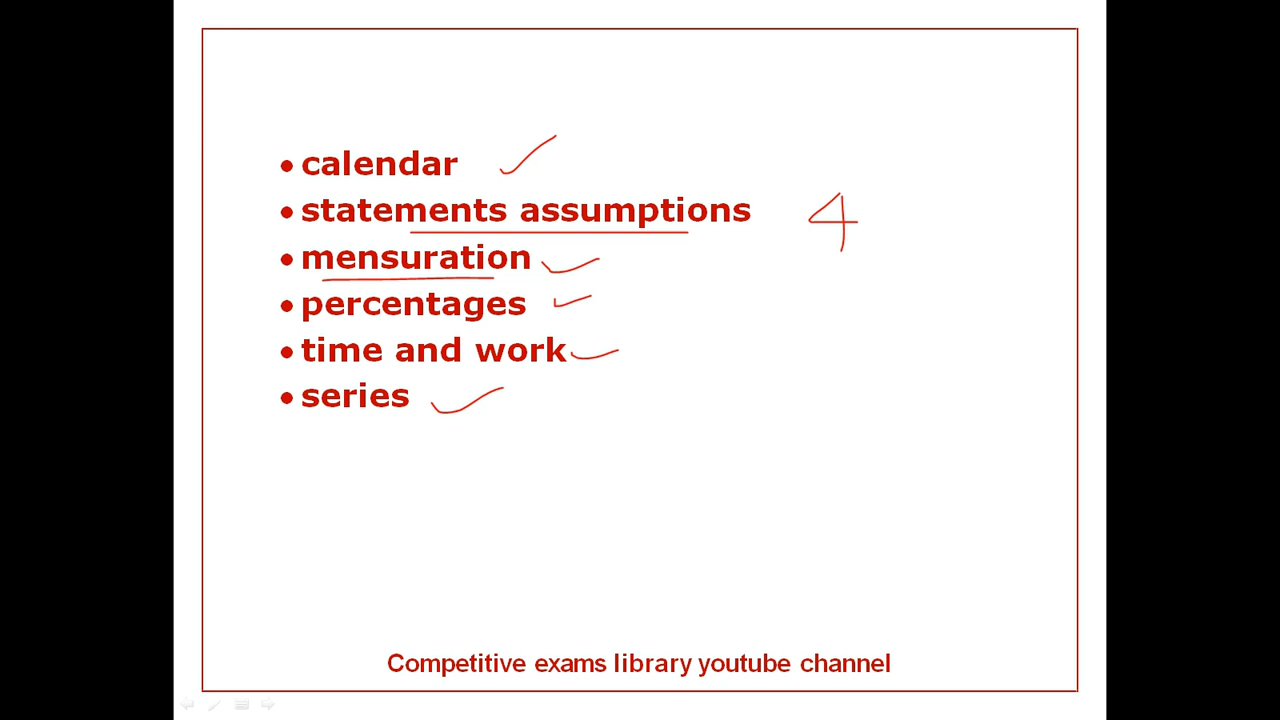 • calendar
• statements assumptions 4
• mensuration
• percentages
• time and work
• series
Competitive exams library youtube channel